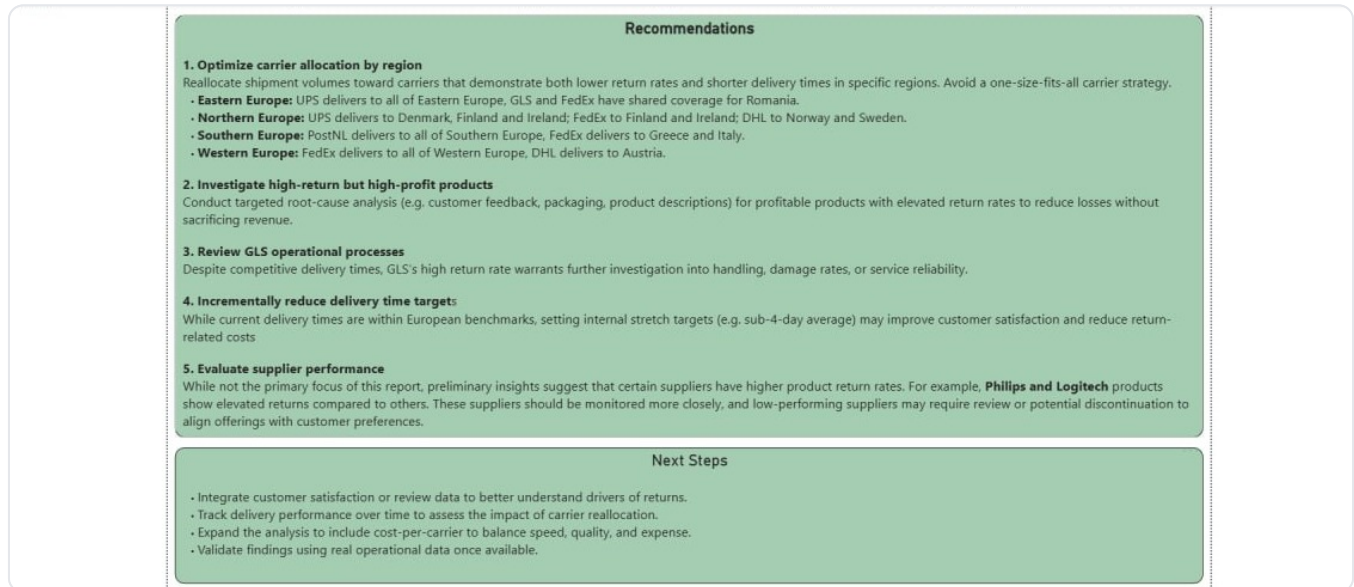 Recommendations
1. Optimize carrier allocation by region
Reallocate shipment volumes toward carriers that demonstrate both lower return rates and shorter delivery times in specific regions. Avoid a one-size-fits-all carrier strategy.
• Eastern Europe: UPS delivers to all of Eastern Europe, GLS and FedEx have shared coverage for Romania.
• Northern Europe: UPS delivers to Denmark, Finland and Ireland; FedEx to Finland and Ireland; DHL to Norway and Sweden.
• Southern Europe: PostNL delivers to all of Southern Europe, FedEx delivers to Greece and Italy.
• Western Europe: FedEx delivers to all of Western Europe, DHL delivers to Austria.
2. Investigate high-return but high-profit products
Conduct targeted root-cause analysis (e.g. customer feedback, packaging, product descriptions) for profitable products with elevated return rates to reduce losses without
sacrificing revenue.
3. Review GLS operational processes
Despite competitive delivery times, GLS's high return rate warrants further investigation into handling, damage rates, or service reliability.
4. Incrementally reduce delivery time targets
While current delivery times are within European benchmarks, setting internal stretch targets (e.g. sub-4-day average) may improve customer satisfaction and reduce return-
related costs
5. Evaluate supplier performance
While not the primary focus of this report, preliminary insights suggest that certain suppliers have higher product return rates. For example, Philips and Logitech products
show elevated returns compared to others. These suppliers should be monitored more closely, and low-performing suppliers may require review or potential discontinuation to
align offerings with customer preferences.
Next Steps
• Integrate customer satisfaction or review data to better understand drivers of returns.
• Track delivery performance over time to assess the impact of carrier reallocation.
• Expand the analysis to include cost-per-carrier to balance speed, quality, and expense.
• Validate findings using real operational data once available.